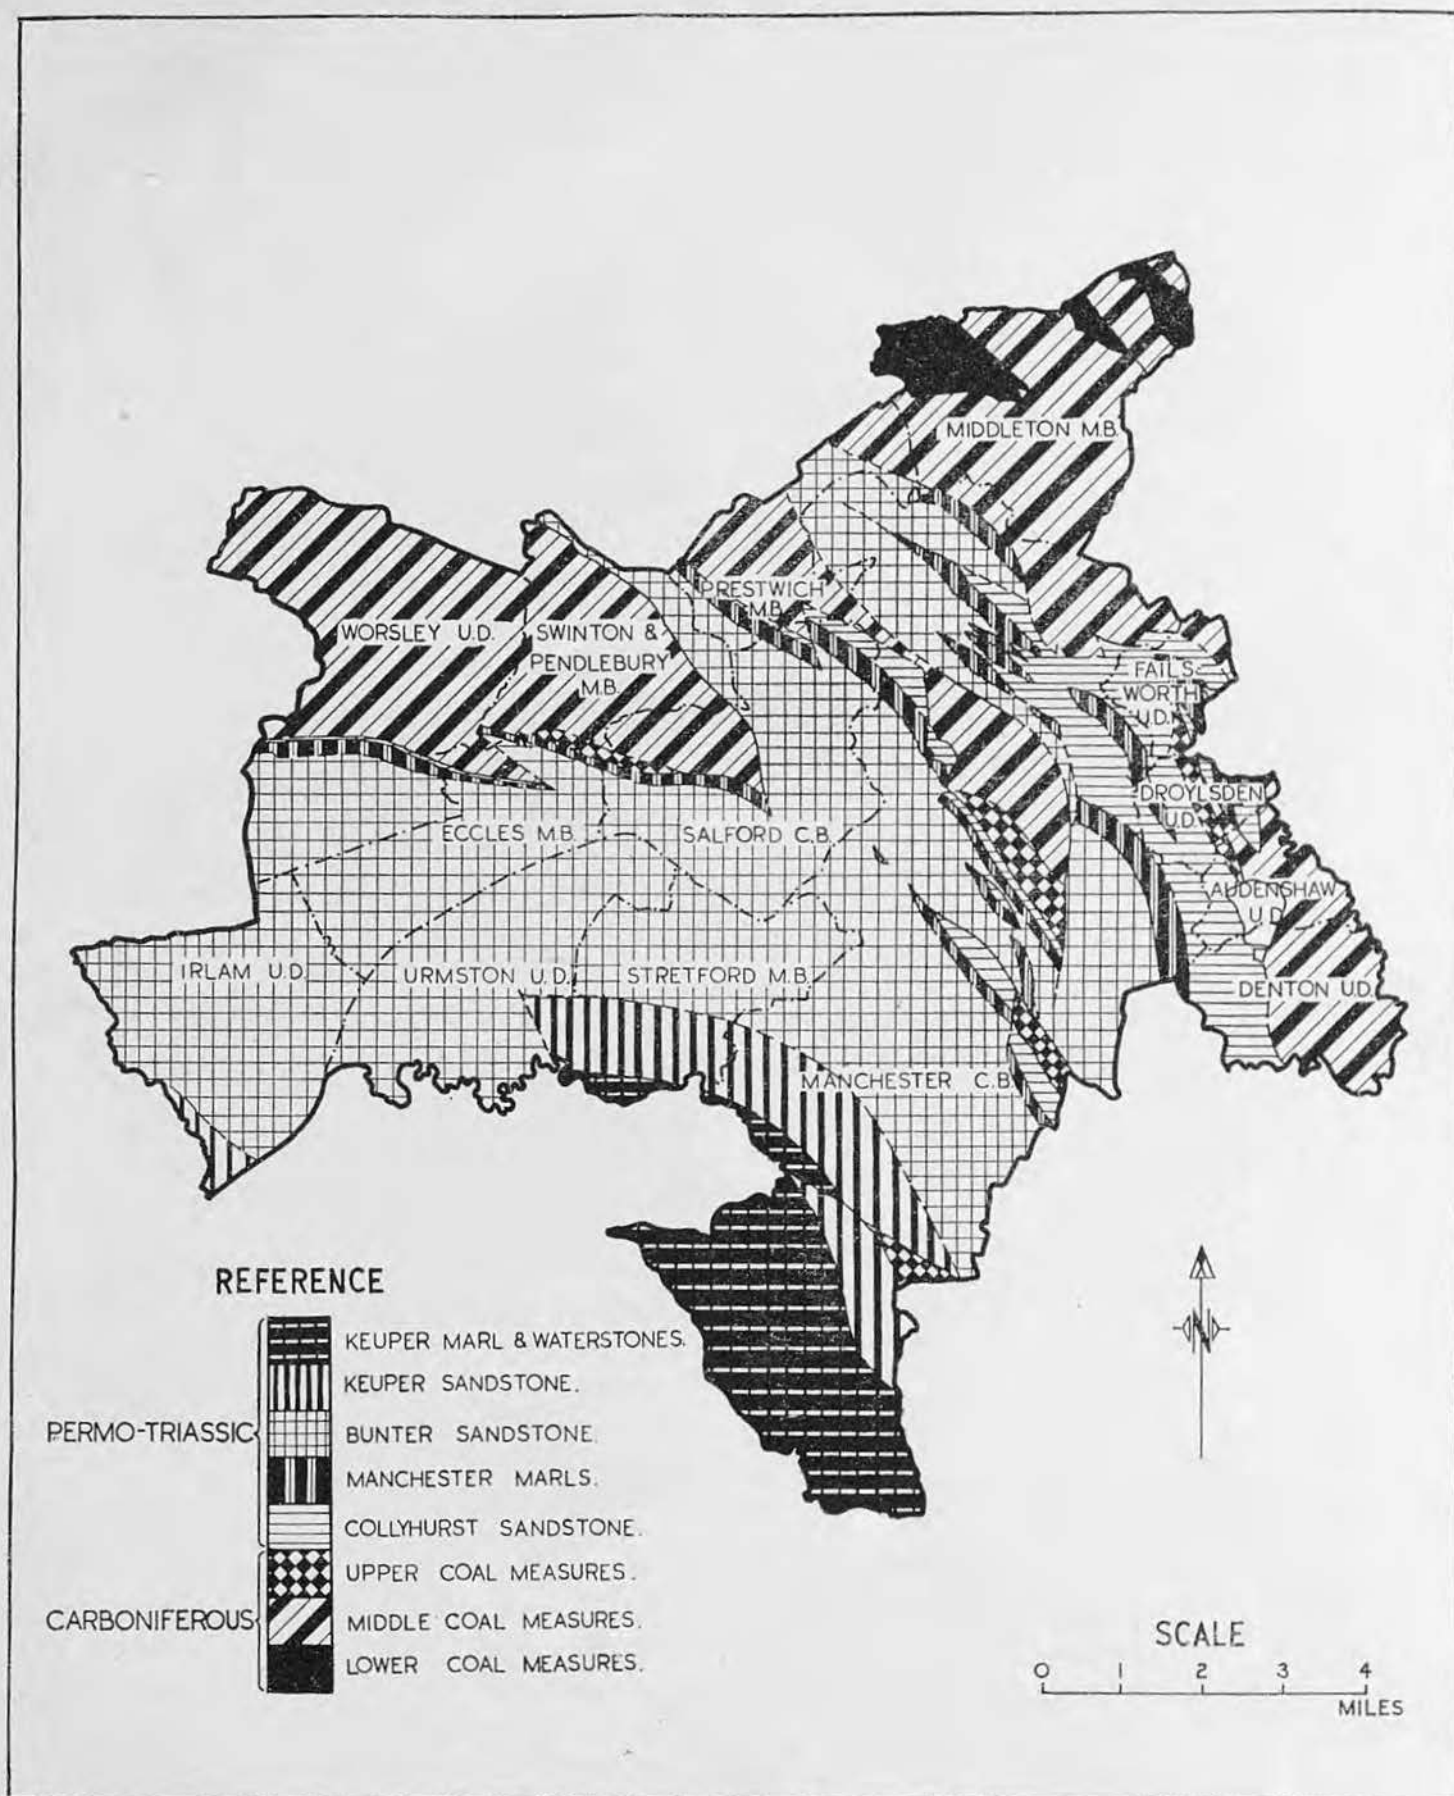 MIDDLETON M.B.
PRESTWICH
M.B.
WORSLEY U.D.
SWINTON &
PENDLEBURY
M.B.
FAILS-
WORTH
U.D.
DROYLSDEN
U.D.
ECCLES M.B.
SALFORD C.B.
AUDENSHAW
U.D.
IRLAM U.D.
URMSTON U.D.
STRETFORD M.B.
DENTON U.D.
MANCHESTER C.B.
REFERENCE
PERMO-TRIASSIC
KEUPER MARL & WATERSTONES.
KEUPER SANDSTONE.
BUNTER SANDSTONE.
MANCHESTER MARLS.
COLLYHURST SANDSTONE.
CARBONIFEROUS
UPPER COAL MEASURES.
MIDDLE COAL MEASURES.
LOWER COAL MEASURES.
N
SCALE
0 1 2 3 4
MILES